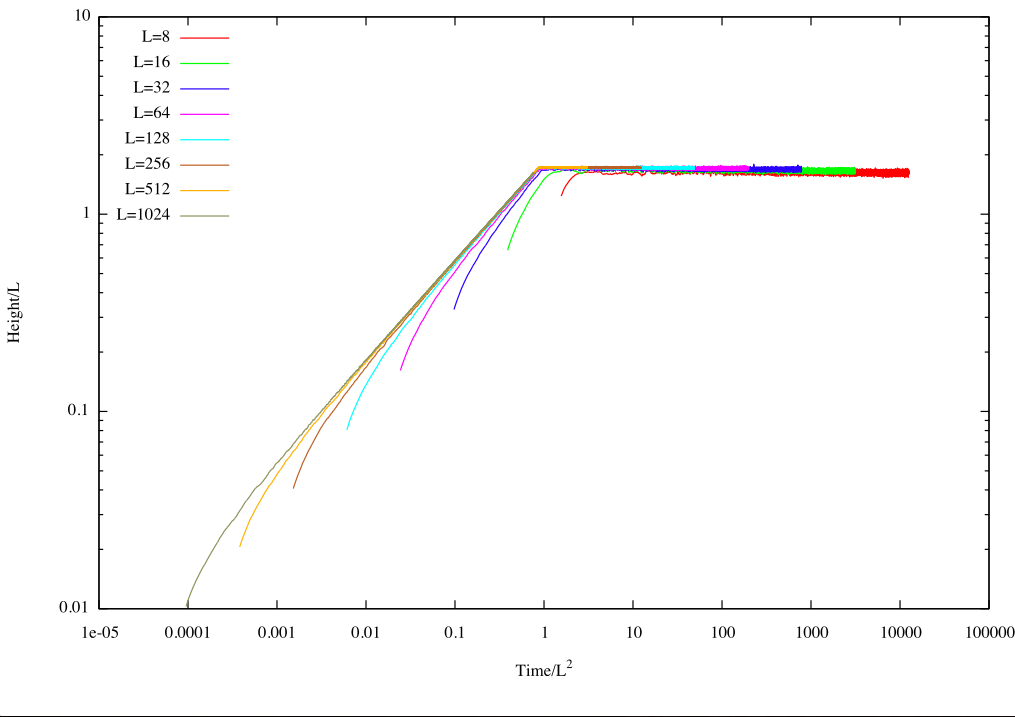 10
1
0.1
0.01
Height/L
L=8
L=16
L=32
L=64
L=128
L=256
L=512
L=1024
1e-05 0.0001 0.001 0.01 0.1 1 10 100 1000 10000 100000
Time/L²